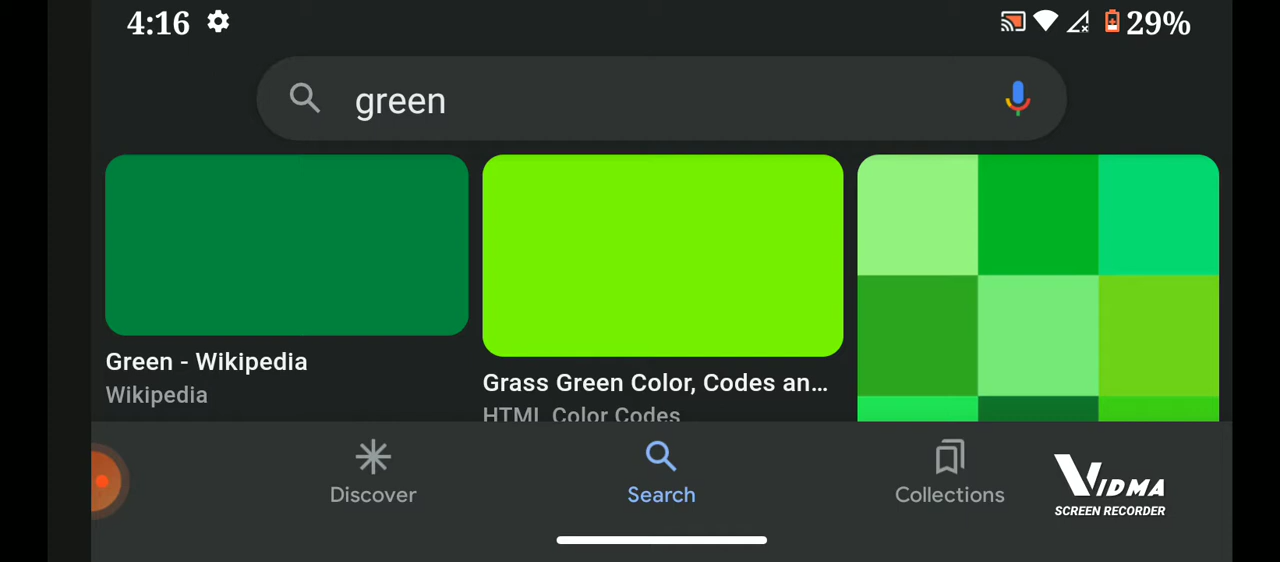 4:16
29%
green
Green - Wikipedia
Wikipedia
Grass Green Color, Codes an...
HTML Color Codes
Discover
Search
Collections
VIDMA
SCREEN RECORDER